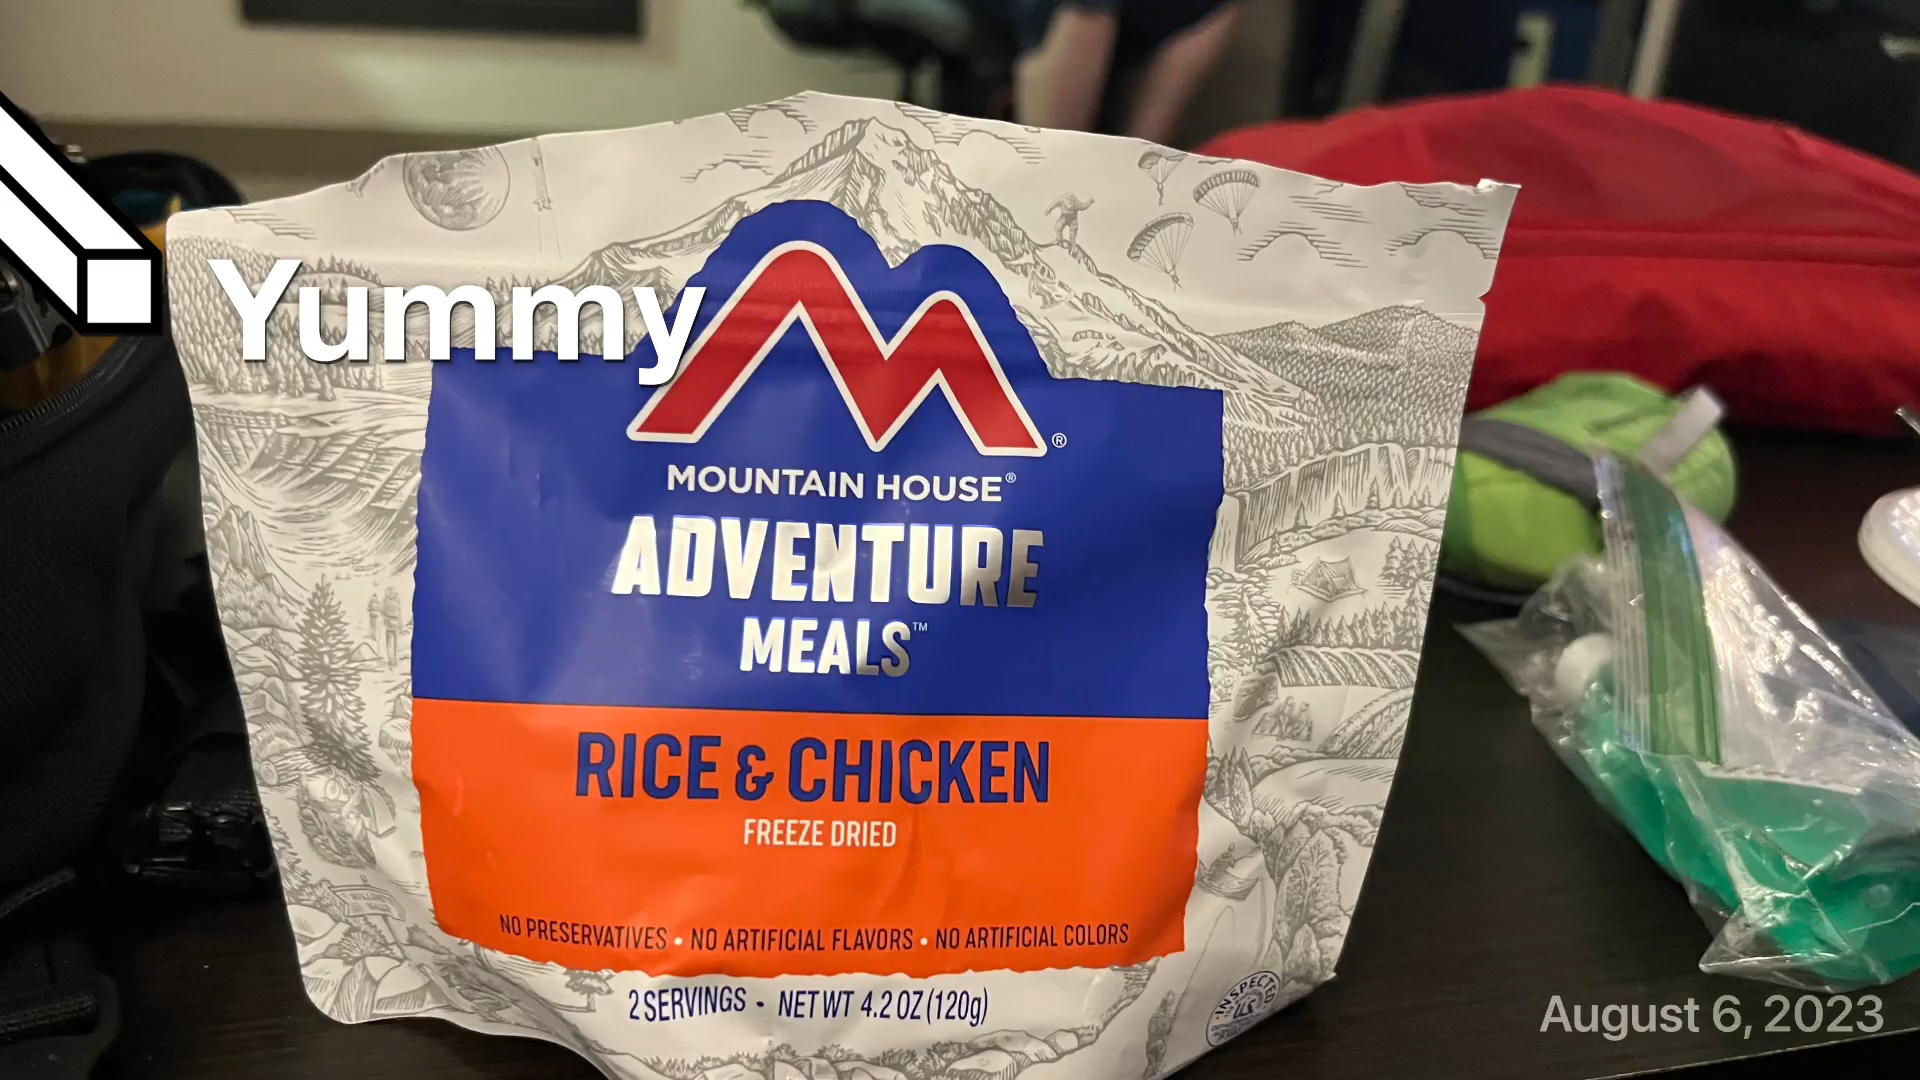 Yummy
®
MOUNTAIN HOUSE®
ADVENTURE
MEALS™
RICE & CHICKEN
FREEZE DRIED
NO PRESERVATIVES • NO ARTIFICIAL FLAVORS • NO ARTIFICIAL COLORS
2 SERVINGS - NET WT 4.2 OZ (120g)
INSPECTED
August 6, 2023